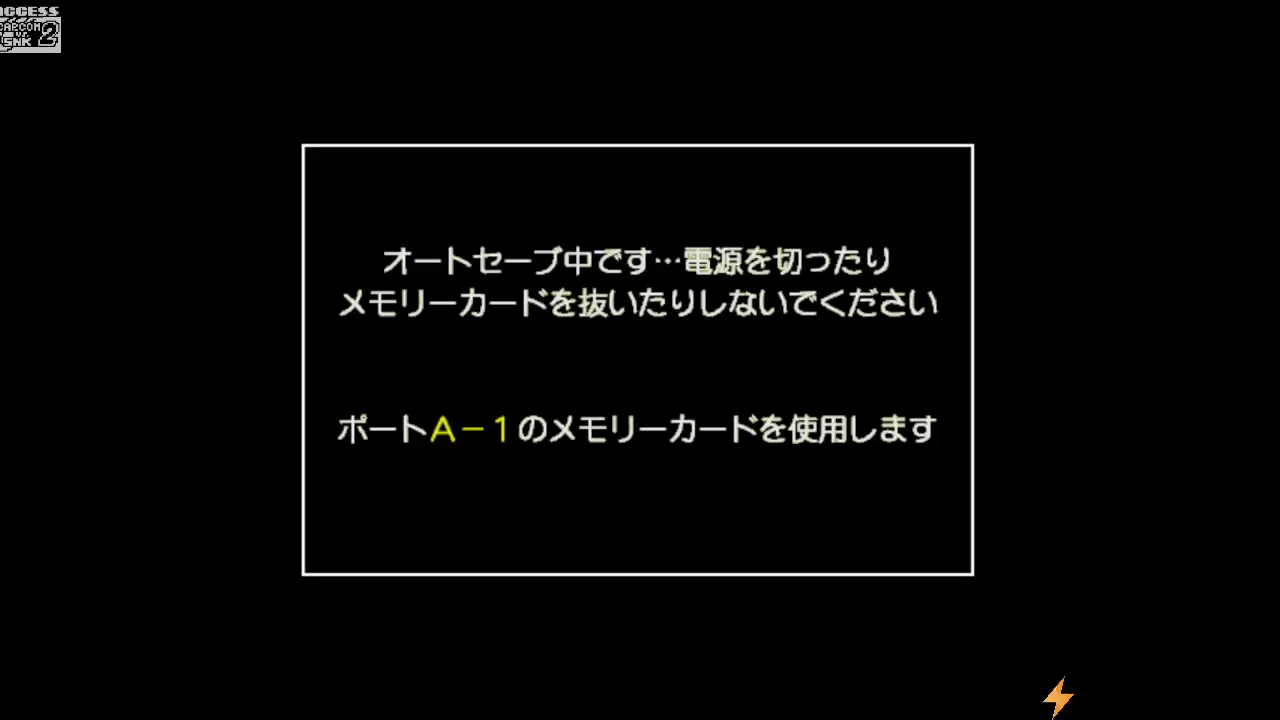 ACCESS
CAPCOM
VS.
SNK 2
オートセーブ中です…電源を切ったり
メモリーカードを抜いたりしないでください
ポートA－1のメモリーカードを使用します